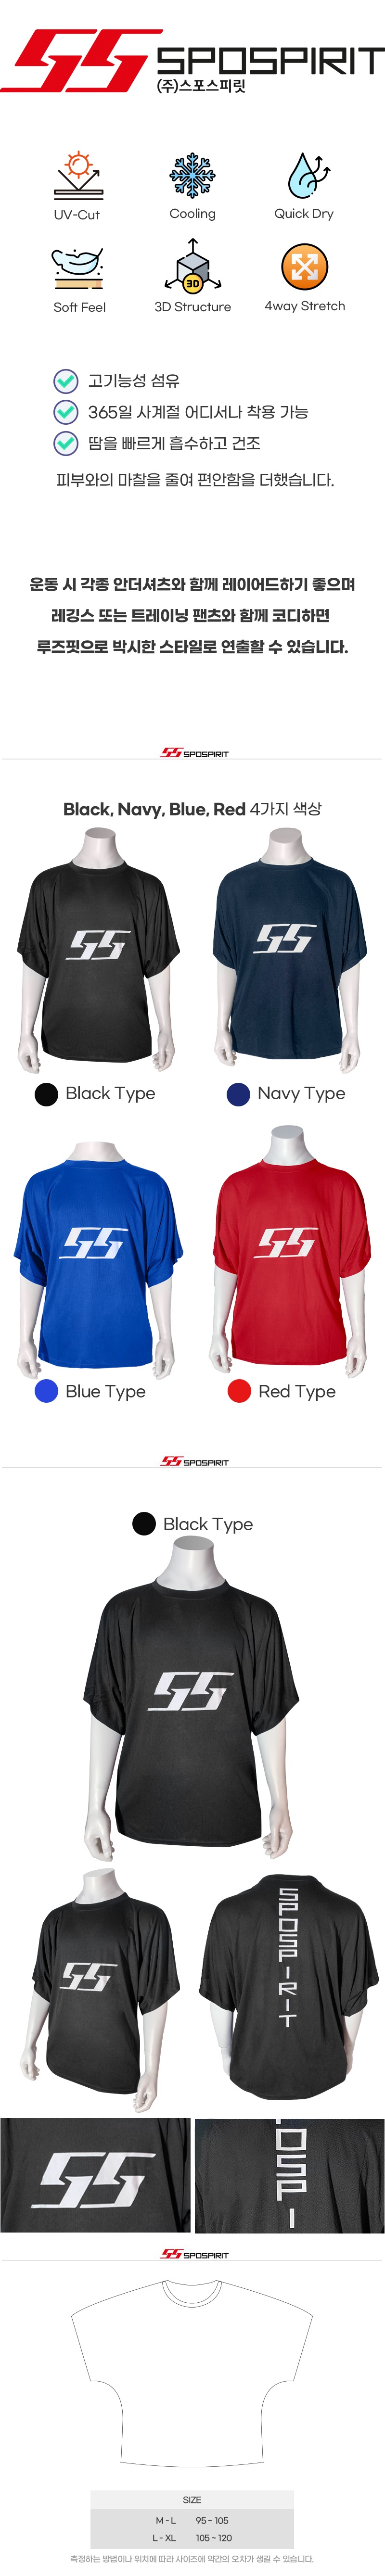 SS SPOSPIRIT
(주)스포스피릿
UV-Cut
Cooling
Quick Dry
3D
Soft Feel
3D Structure
4way Stretch
고기능성 섬유
365일 사계절 어디서나 착용 가능
땀을 빠르게 흡수하고 건조
피부와의 마찰을 줄여 편안함을 더했습니다.
운동 시 각종 안더셔츠와 함께 레이어드하기 좋으며
레깅스 또는 트레이닝 팬츠와 함께 코디하면
루즈핏으로 박시한 스타일로 연출할 수 있습니다.
SS SPOSPIRIT
Black, Navy, Blue, Red 4가지 색상
SS
SS
Black Type
Navy Type
SS
SS
Blue Type
Red Type
SS SPOSPIRIT
Black Type
SS
SS
SPOSPIRIT
SS
OSPI
SS SPOSPIRIT
SIZE
M - L 95 ~ 105
L - XL 105 ~ 120
측정하는 방법이나 위치에 따라 사이즈에 약간의 오차가 생길 수 있습니다.